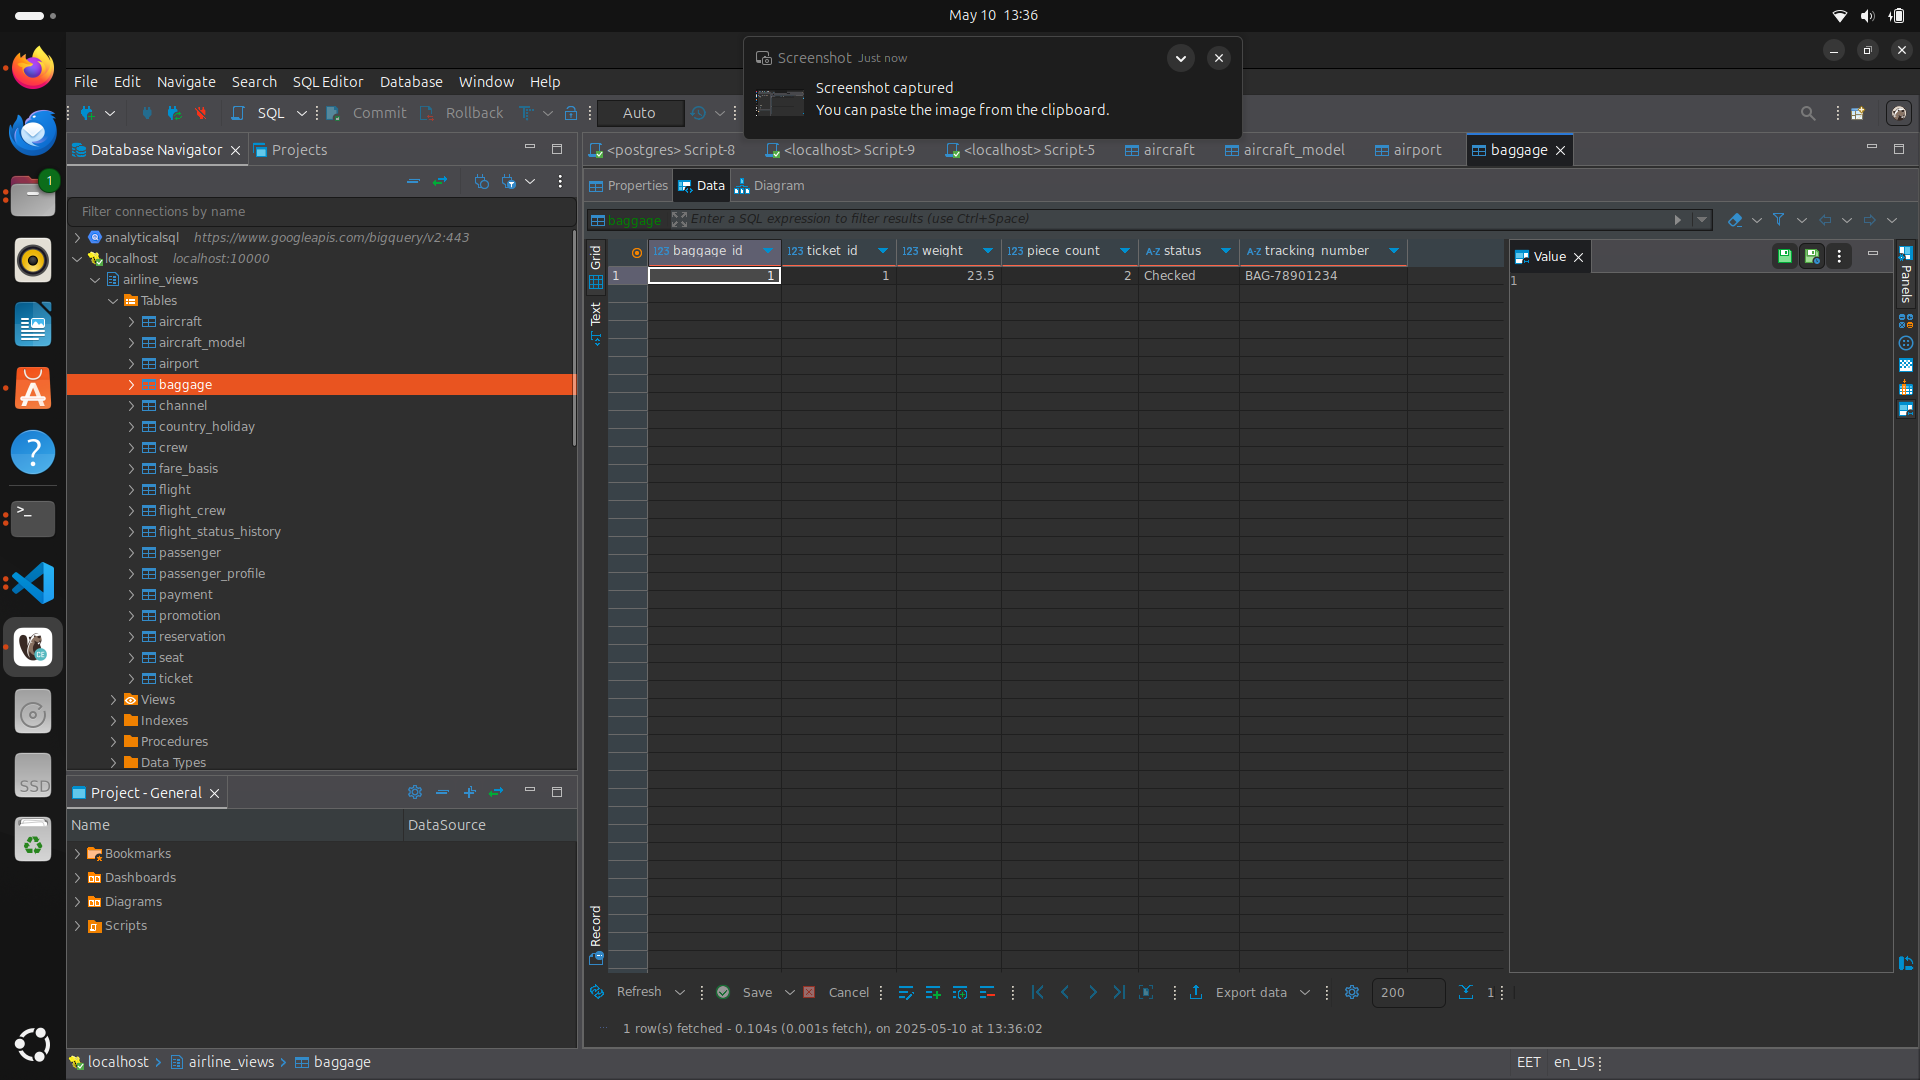 May 10 13:36
Screenshot Just now
Screenshot captured
You can paste the image from the clipboard.
File Edit Navigate Search SQL Editor Database Window Help
SQL Commit Rollback Auto
Database Navigator Projects
<postgres> Script-8 <localhost> Script-9 <localhost> Script-5 aircraft aircraft_model airport baggage
Properties Data Diagram
Filter connections by name
baggage Enter a SQL expression to filter results (use Ctrl+Space)
analyticalsql https://www.googleapis.com/bigquery/v2:443
localhost localhost:10000
airline_views
Tables
aircraft
aircraft_model
airport
baggage
channel
country_holiday
crew
fare_basis
flight
flight_crew
flight_status_history
passenger
passenger_profile
payment
promotion
reservation
seat
ticket
Views
Indexes
Procedures
Data Types
Grid
Text
Record
123 baggage_id 123 ticket_id 123 weight 123 piece_count A-Z status A-Z tracking_number
1 1 1 23.5 2 Checked BAG-78901234
Value
1
Panels
Project - General
Name DataSource
Bookmarks
Dashboards
Diagrams
Scripts
Refresh Save Cancel Export data 200 1
1 row(s) fetched - 0.104s (0.001s fetch), on 2025-05-10 at 13:36:02
localhost airline_views baggage
EET en_US
1
>_
?
SSD
CE